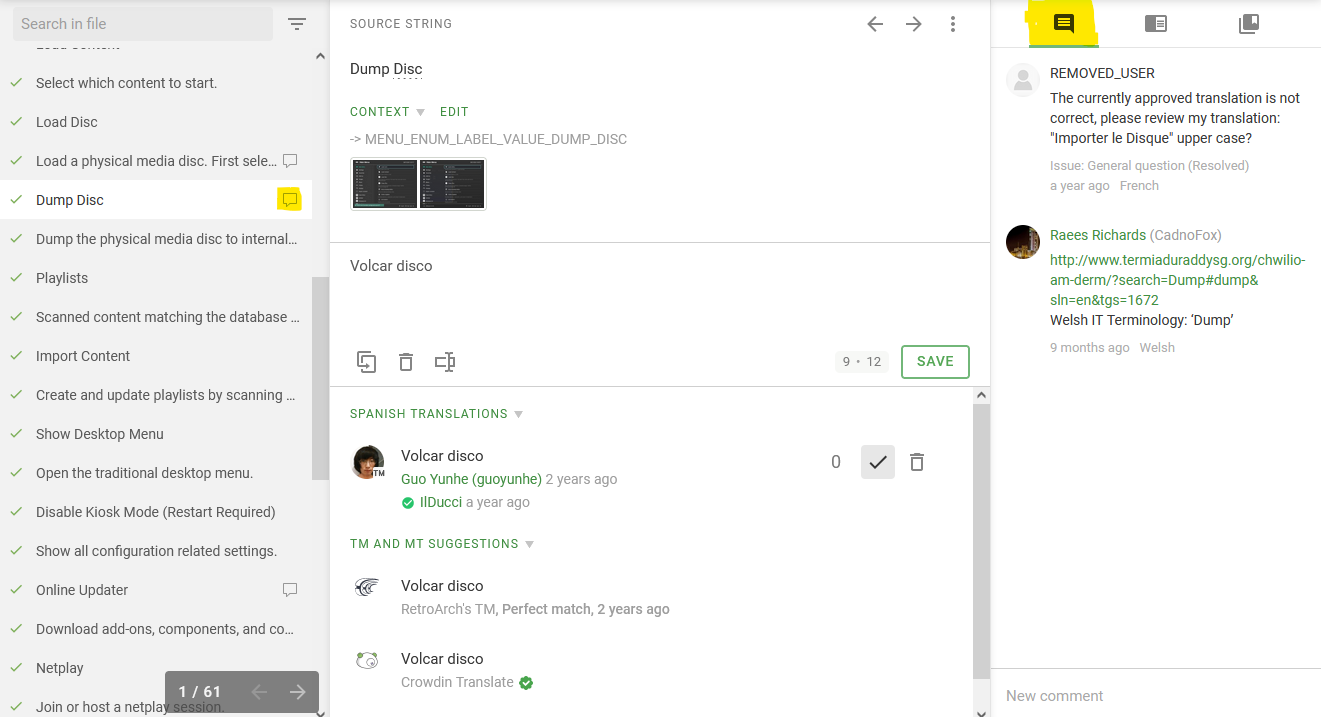 Search in file
Load Content
Select which content to start.
Load Disc
Load a physical media disc. First sele...
Dump Disc
Dump the physical media disc to internal...
Playlists
Scanned content matching the database ...
Import Content
Create and update playlists by scanning ...
Show Desktop Menu
Open the traditional desktop menu.
Disable Kiosk Mode (Restart Required)
Show all configuration related settings.
Online Updater
Download add-ons, components, and co...
Netplay
Join or host a netplay session.
1 / 61
SOURCE STRING
Dump Disc
CONTEXT EDIT
-> MENU_ENUM_LABEL_VALUE_DUMP_DISC
Volcar disco
9 • 12 SAVE
SPANISH TRANSLATIONS
Volcar disco
TM
Guo Yunhe (guoyunhe) 2 years ago
IlDucci a year ago
0
TM AND MT SUGGESTIONS
Volcar disco
RetroArch's TM, Perfect match, 2 years ago
Volcar disco
Crowdin Translate
REMOVED_USER
The currently approved translation is not
correct, please review my translation:
"Importer le Disque" upper case?
Issue: General question (Resolved)
a year ago French
Raees Richards (CadnoFox)
http://www.termiaduraddysg.org/chwilio-
am-derm/?search=Dump#dump&
sln=en&tgs=1672
Welsh IT Terminology: ‘Dump’
9 months ago Welsh
New comment